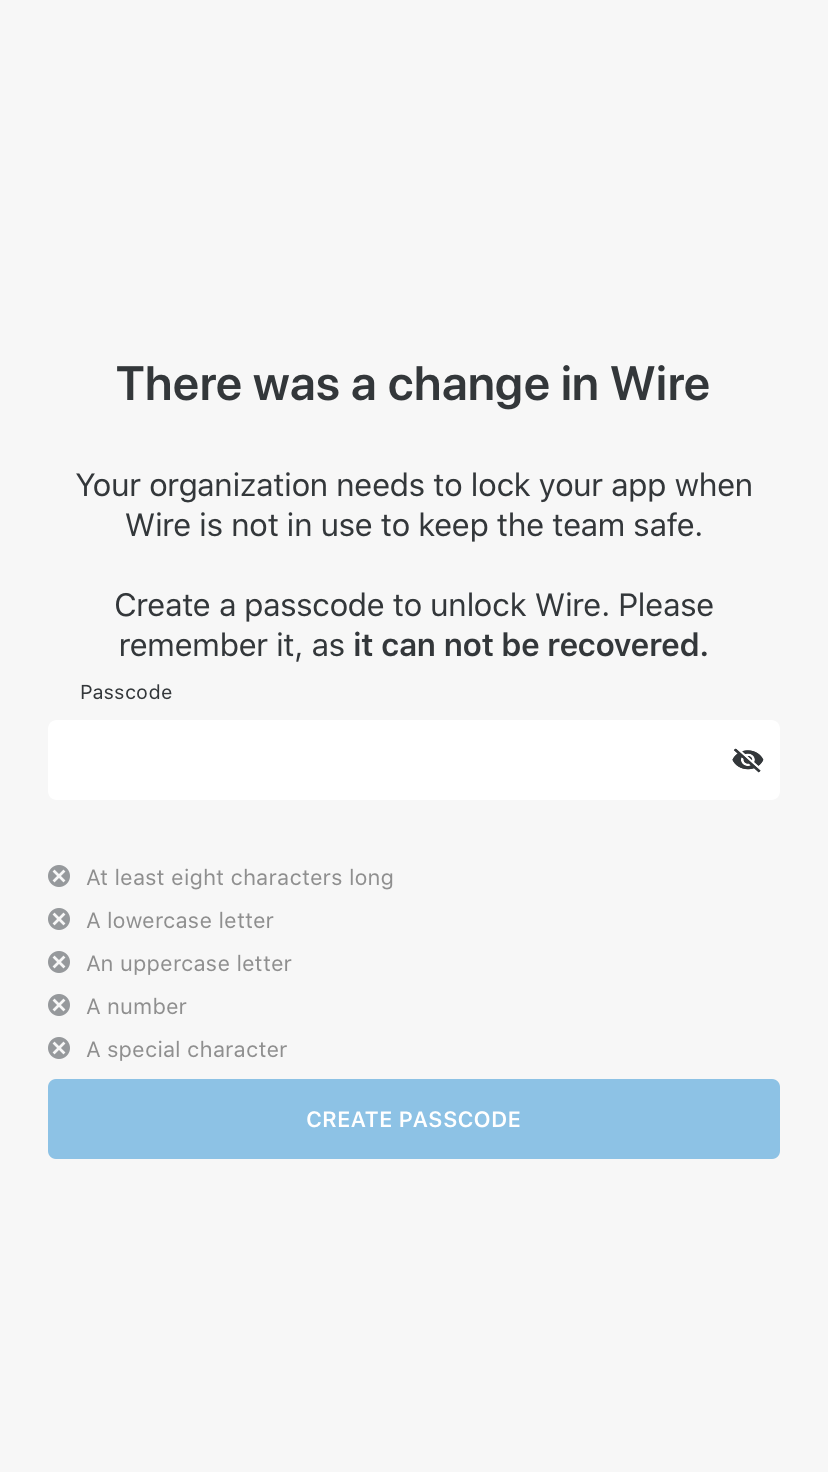 There was a change in Wire
Your organization needs to lock your app when
Wire is not in use to keep the team safe.
Create a passcode to unlock Wire. Please
remember it, as it can not be recovered.
Passcode
At least eight characters long
A lowercase letter
An uppercase letter
A number
A special character
CREATE PASSCODE